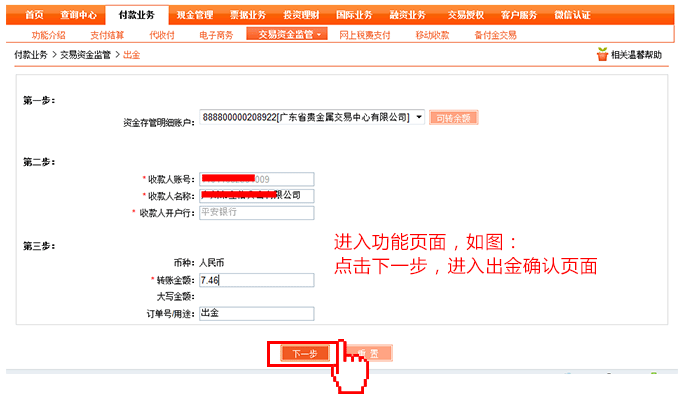 首页 查询中心 付款业务 现金管理 票据业务 投资理财 国际业务 融资业务 交易授权 客户服务 微信认证
功能介绍 支付结算 代收付 电子商务 交易资金监管 网上税费支付 移动收款 备付金交易
付款业务 > 交易资金监管 > 出金 相关温馨帮助
第一步：
资金存管明细账户： 888800000208922[广东省贵金属交易中心有限公司] 可转余额
第二步：
*收款人账号： 009
*收款人名称： 限公司
* 收款人开户行： 平安银行
第三步：
进入功能页面，如图：
币种： 人民币
点击下一步，进入出金确认页面
*转账金额： 7.46
大写金额：
订单号/用途： 出金
下一步 置